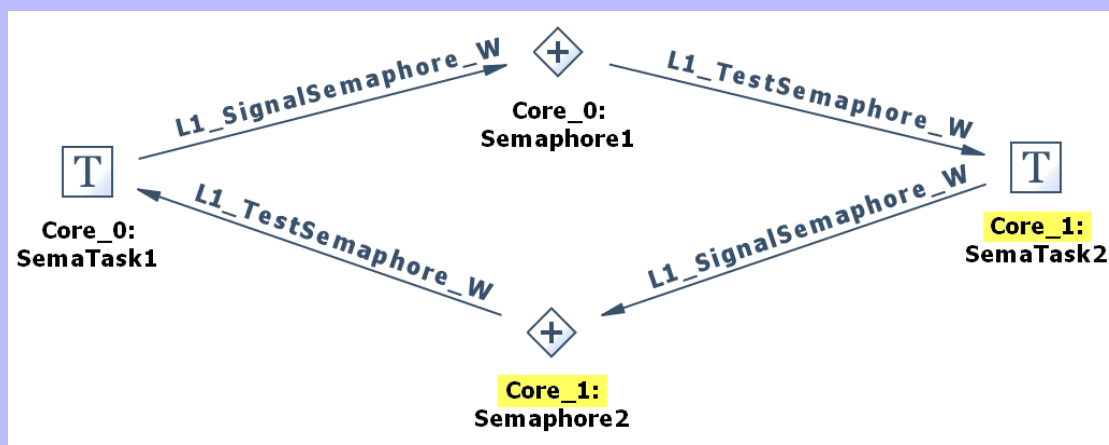 L1_SignalSemaphore_W
Core_0:
Semaphore1
L1_TestSemaphore_W
T
Core_0:
SemaTask1
T
Core_1:
SemaTask2
L1_TestSemaphore_W
L1_SignalSemaphore_W
Core_1:
Semaphore2